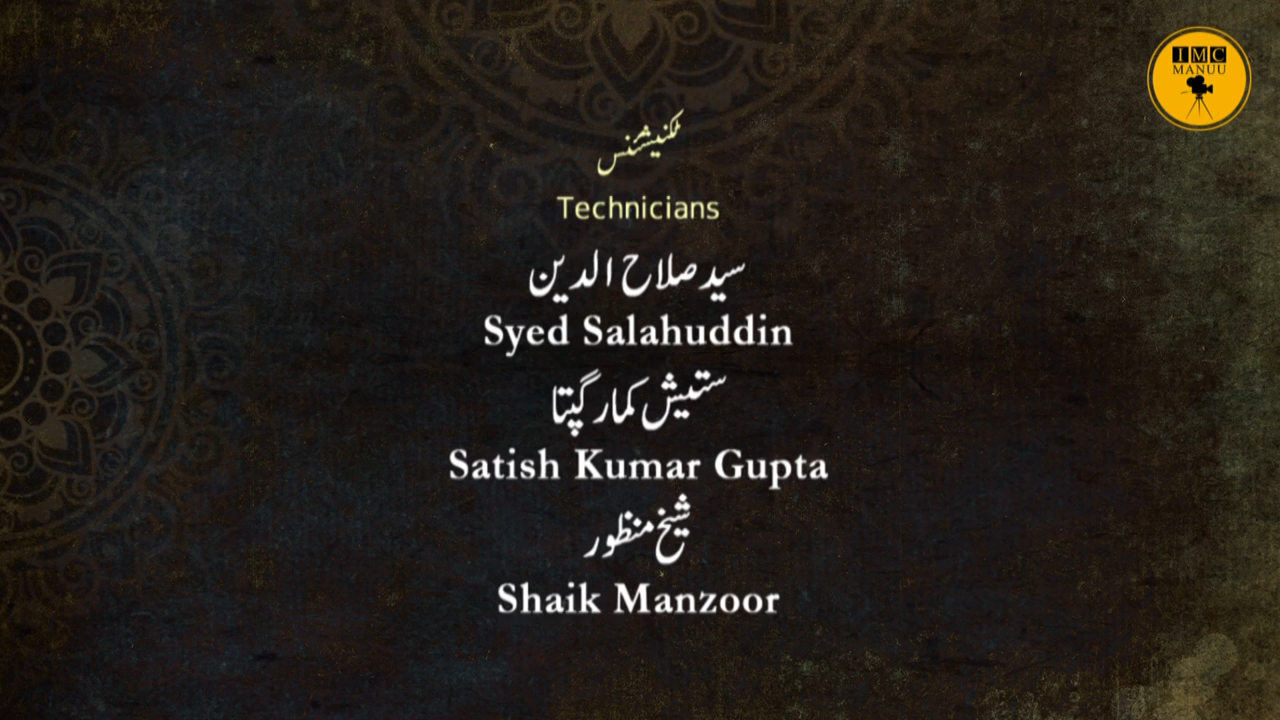 IMC
MANUU
ٹکنیشنس
Technicians
سید صلاح الدین
Syed Salahuddin
ستیش کمار گپتا
Satish Kumar Gupta
شیخ منظور
Shaik Manzoor